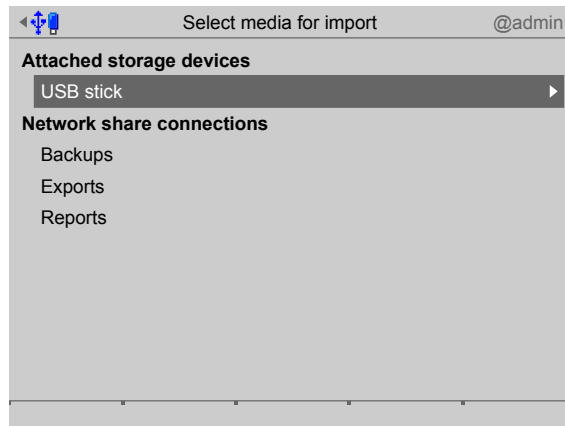 Select media for import @admin
Attached storage devices
USB stick
Network share connections
Backups
Exports
Reports